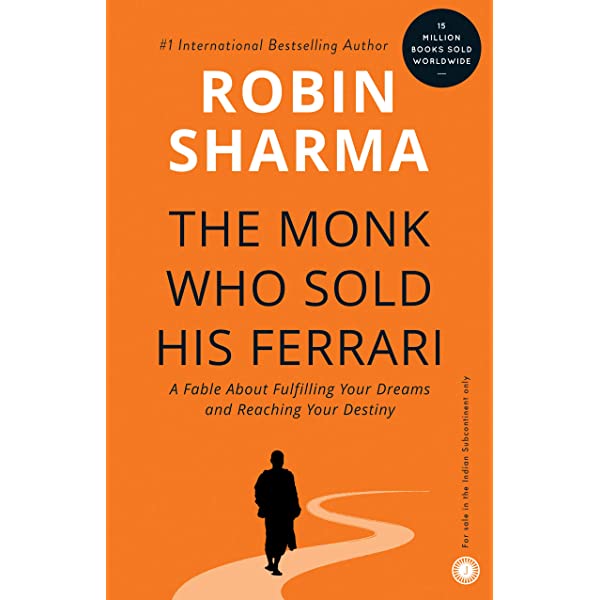 #1 International Bestselling Author
15
MILLION
BOOKS SOLD
WORLDWIDE
ROBIN
SHARMA
THE MONK
WHO SOLD
HIS FERRARI
A Fable About Fulfilling Your Dreams
and Reaching Your Destiny
For sale in the Indian Subcontinent only
J